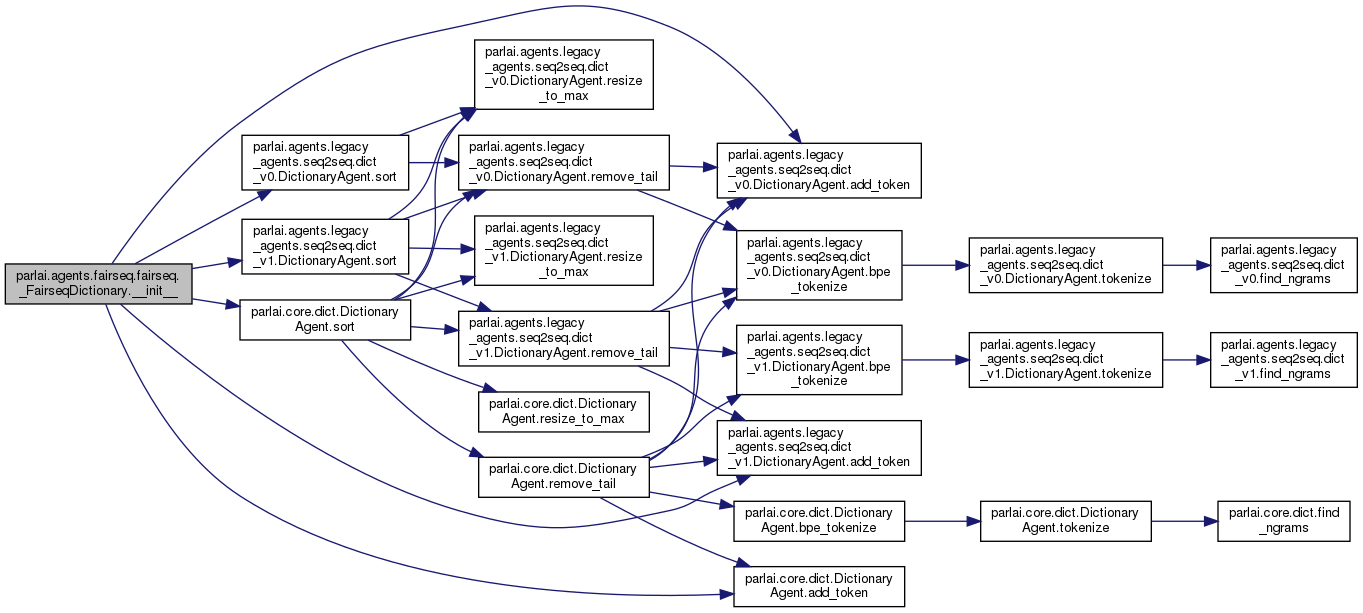 parlai.agents.fairseq.fairseq.
_FairseqDictionary.__init__
parlai.agents.legacy
_agents.seq2seq.dict
_v0.DictionaryAgent.sort
parlai.agents.legacy
_agents.seq2seq.dict
_v1.DictionaryAgent.sort
parlai.core.dict.Dictionary
Agent.sort
parlai.agents.legacy
_agents.seq2seq.dict
_v0.DictionaryAgent.resize
_to_max
parlai.agents.legacy
_agents.seq2seq.dict
_v0.DictionaryAgent.remove_tail
parlai.agents.legacy
_agents.seq2seq.dict
_v1.DictionaryAgent.resize
_to_max
parlai.agents.legacy
_agents.seq2seq.dict
_v1.DictionaryAgent.remove_tail
parlai.core.dict.Dictionary
Agent.resize_to_max
parlai.core.dict.Dictionary
Agent.remove_tail
parlai.agents.legacy
_agents.seq2seq.dict
_v0.DictionaryAgent.add_token
parlai.agents.legacy
_agents.seq2seq.dict
_v0.DictionaryAgent.bpe
_tokenize
parlai.agents.legacy
_agents.seq2seq.dict
_v1.DictionaryAgent.bpe
_tokenize
parlai.agents.legacy
_agents.seq2seq.dict
_v1.DictionaryAgent.add_token
parlai.core.dict.Dictionary
Agent.bpe_tokenize
parlai.core.dict.Dictionary
Agent.add_token
parlai.agents.legacy
_agents.seq2seq.dict
_v0.DictionaryAgent.tokenize
parlai.agents.legacy
_agents.seq2seq.dict
_v1.DictionaryAgent.tokenize
parlai.core.dict.Dictionary
Agent.tokenize
parlai.agents.legacy
_agents.seq2seq.dict
_v0.find_ngrams
parlai.agents.legacy
_agents.seq2seq.dict
_v1.find_ngrams
parlai.core.dict.find
_ngrams